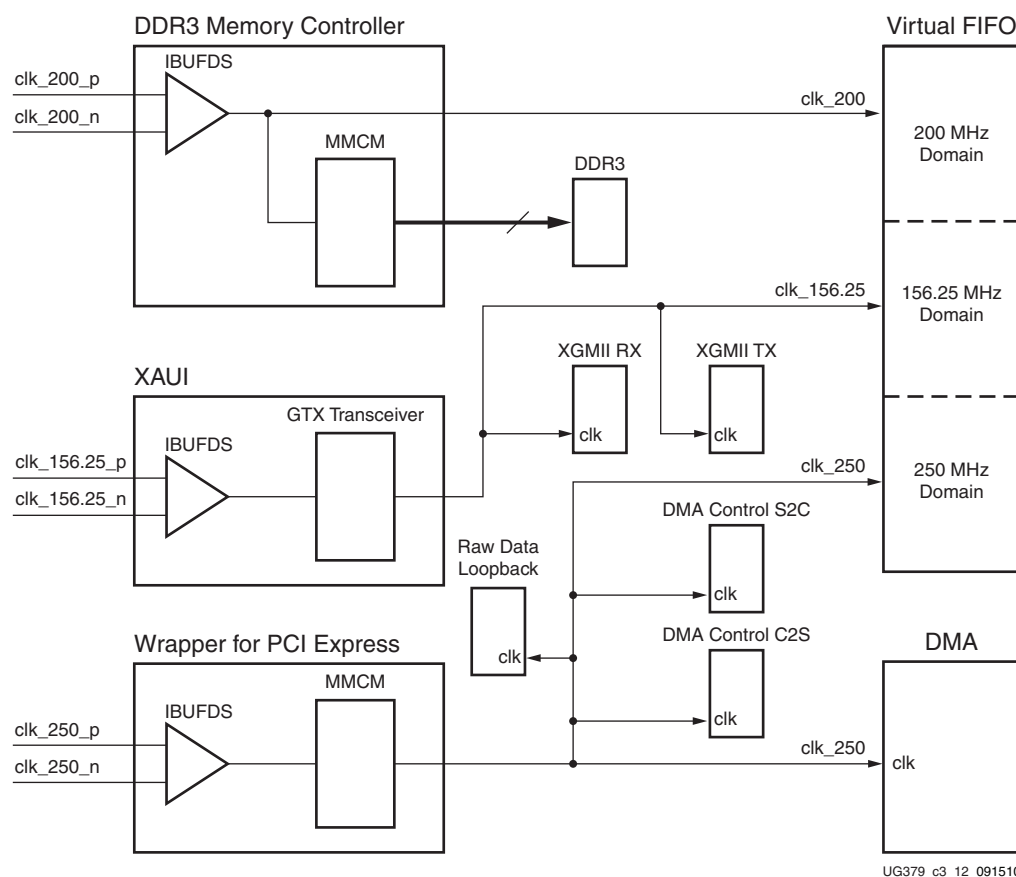 DDR3 Memory Controller
IBUFDS
clk_200_p
clk_200_n
MMCM
DDR3
clk_200
Virtual FIFO
200 MHz
Domain
clk_156.25
156.25 MHz
Domain
XGMII RX
clk
XGMII TX
clk
XAUI
GTX Transceiver
IBUFDS
clk_156.25_p
clk_156.25_n
clk_250
250 MHz
Domain
DMA Control S2C
clk
Raw Data
Loopback
clk
DMA Control C2S
clk
Wrapper for PCI Express
MMCM
IBUFDS
clk_250_p
clk_250_n
clk_250
DMA
clk
UG379_c3_12_091510